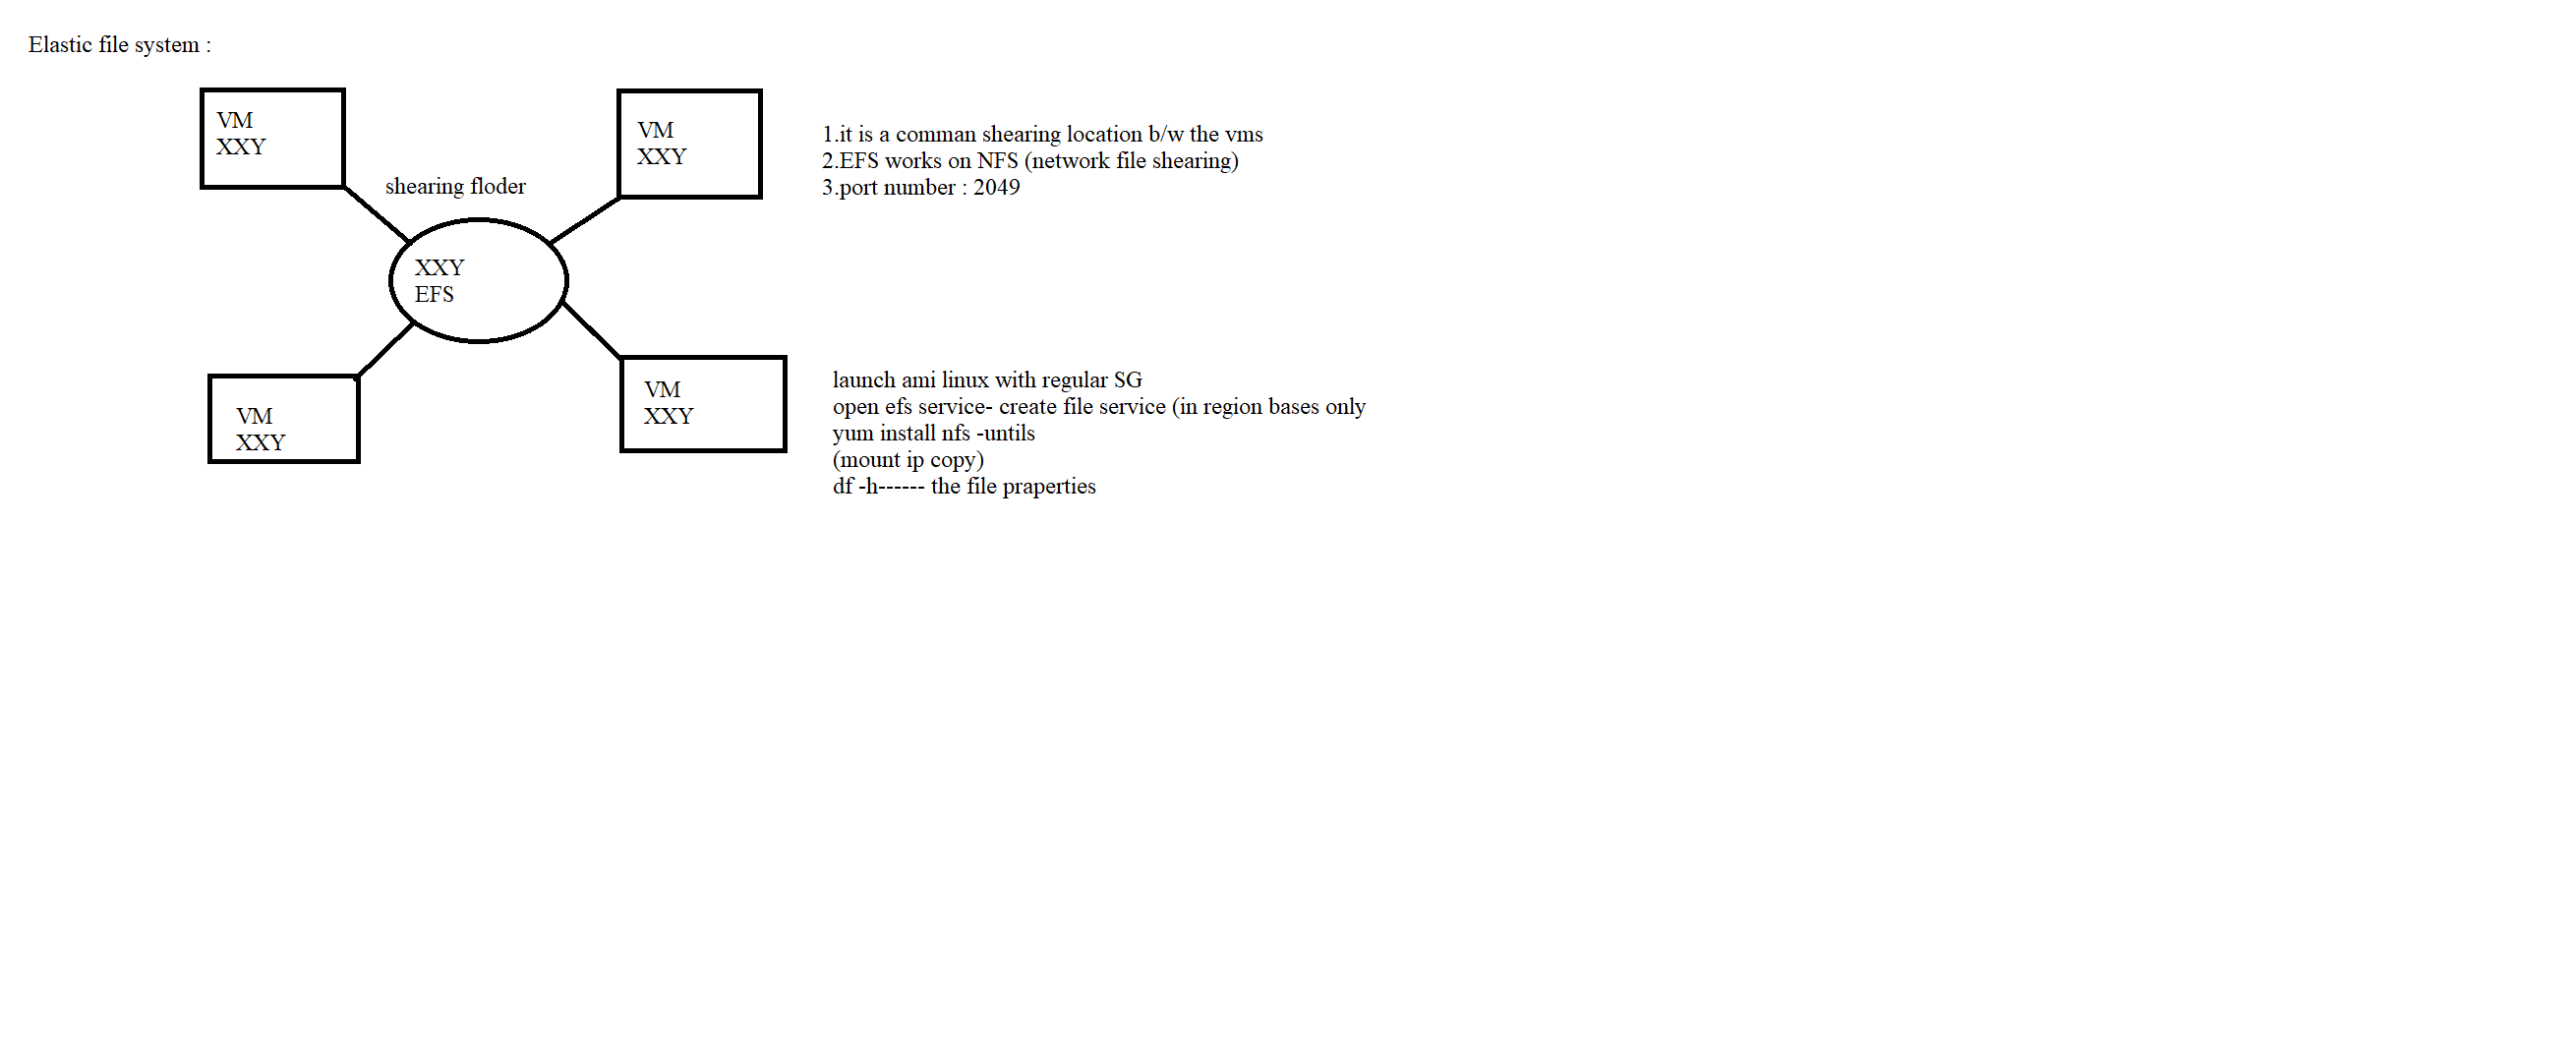 Elastic file system :
VM
XXY
VM
XXY
1.it is a comman shearing location b/w the vms
2.EFS works on NFS (network file shearing)
3.port number : 2049
shearing floder
XXY
EFS
VM
XXY
VM
XXY
launch ami linux with regular SG
open efs service- create file service (in region bases only
yum install nfs -untils
(mount ip copy)
df -h------ the file praperties